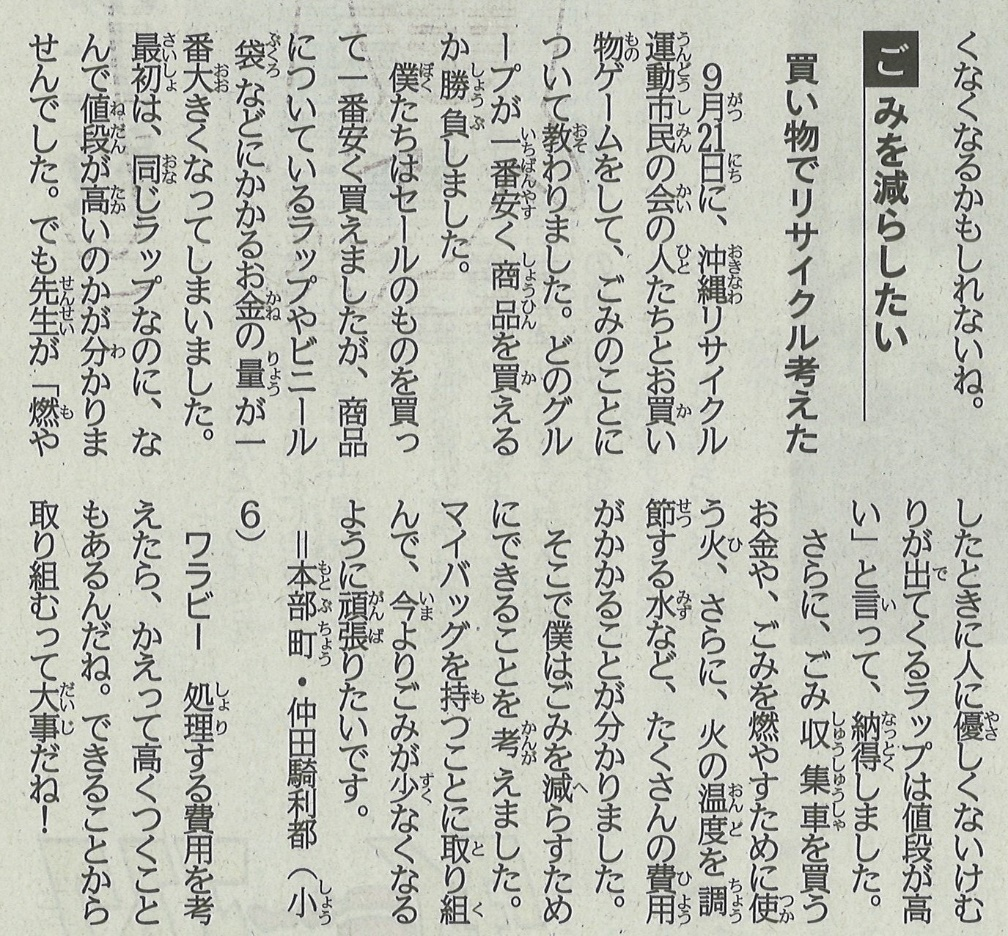 くなくなるかもしれないね。
ごみを減らしたい
買い物でリサイクル考えた
９月21日に、沖縄リサイクル
運動市民の会の人たちとお買い
物ゲームをして、ごみのことに
ついて教わりました。どのグル
ープが一番安く商品を買える
か勝負しました。
僕たちはセールのものを買っ
て一番安く買えましたが、商品
についているラップやビニール
袋などにかかるお金の量が一
番大きくなってしまいました。
最初は、同じラップなのに、な
んで値段が高いのかが分かりま
せんでした。でも先生が「燃や
したときに人に優しくないけむ
りが出てくるラップは値段が高
い」と言って、納得しました。
さらに、ごみ収集車を買う
お金や、ごみを燃やすために使
う火、さらに、火の温度を調
節する水など、たくさんの費用
がかかることが分かりました。
そこで僕はごみを減らすため
にできることを考えました。
マイバッグを持つことに取り組
んで、今よりごみが少なくなる
ように頑張りたいです。
＝本部町・仲田騎利都（小
６）
ワラビー　処理する費用を考
えたら、かえって高くつくこと
もあるんだね。できることから
取り組むって大事だね！